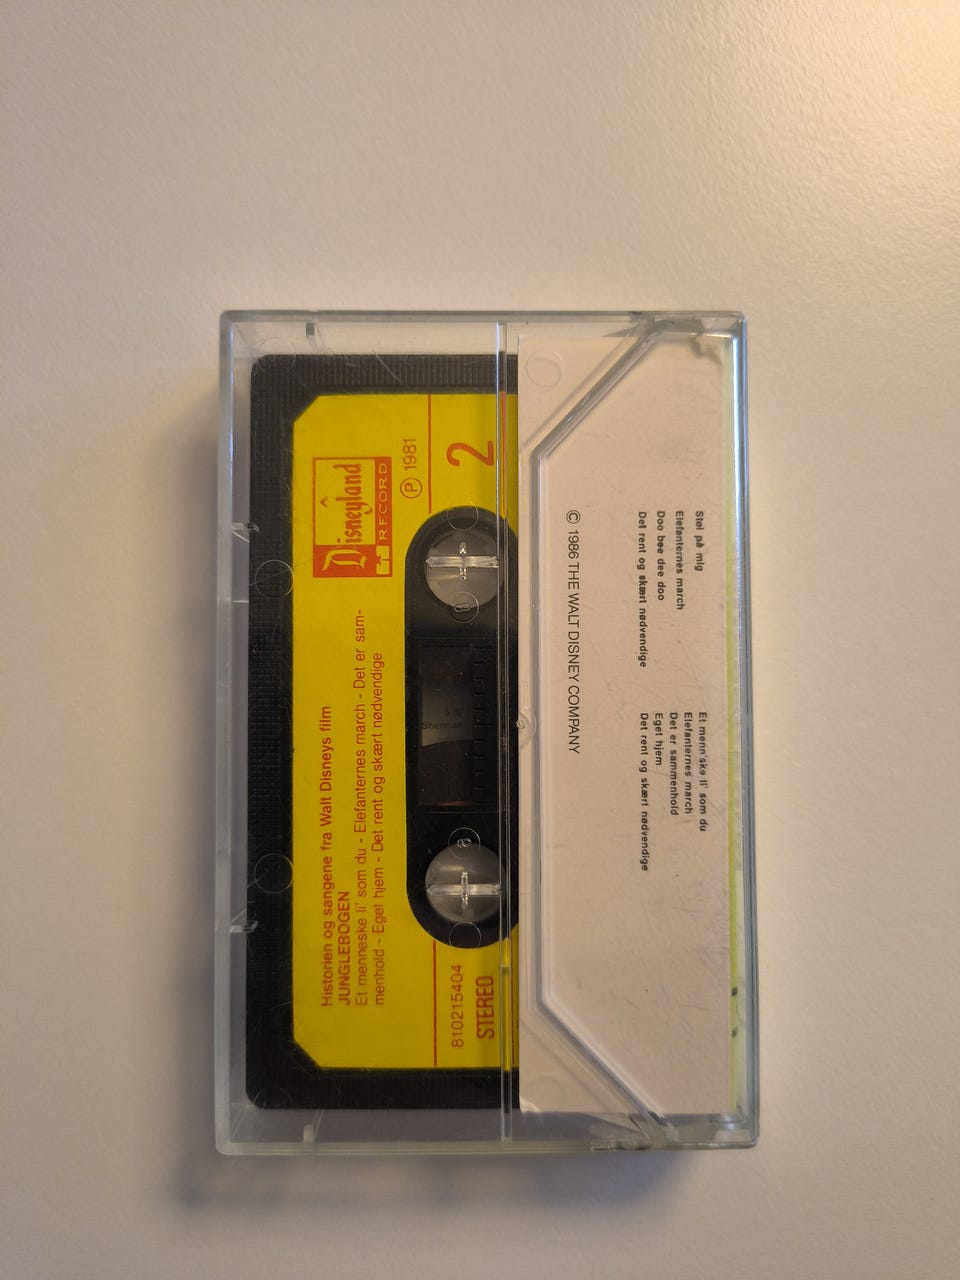 Disneyland
RECORD
Ⓟ 1981
2
Historien og sangene fra Walt Disneys film
JUNGLEBOGEN
Et menneske li' som du - Elefanternes march - Det er sam-
menhold - Eget hjem - Det rent og skært nødvendige
810215404
STEREO
Stol på mig
Elefanternes march
Doo bee dee doo
Det rent og skært nødvendige
Et menn'ske li' som du
Elefanternes march
Det er sammenhold
Eget hjem
Det rent og skært nødvendige
© 1986 THE WALT DISNEY COMPANY